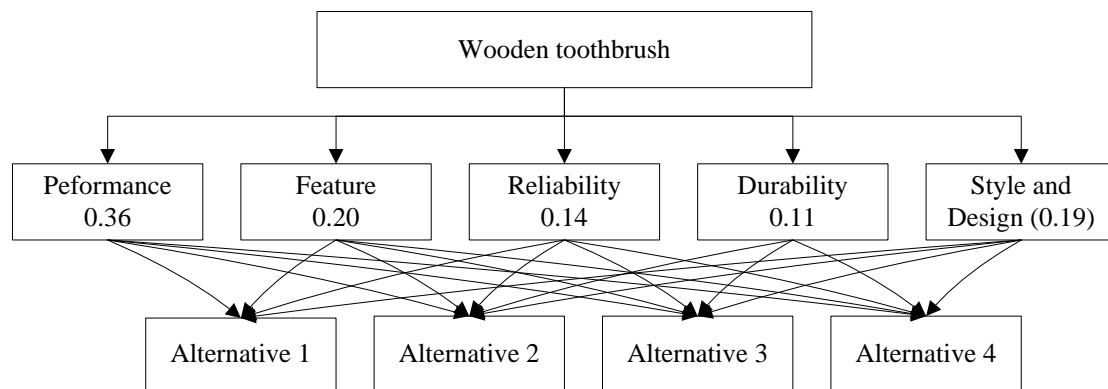 Wooden toothbrush
Peformance
0.36
Feature
0.20
Reliability
0.14
Durability
0.11
Style and
Design (0.19)
Alternative 1
Alternative 2
Alternative 3
Alternative 4